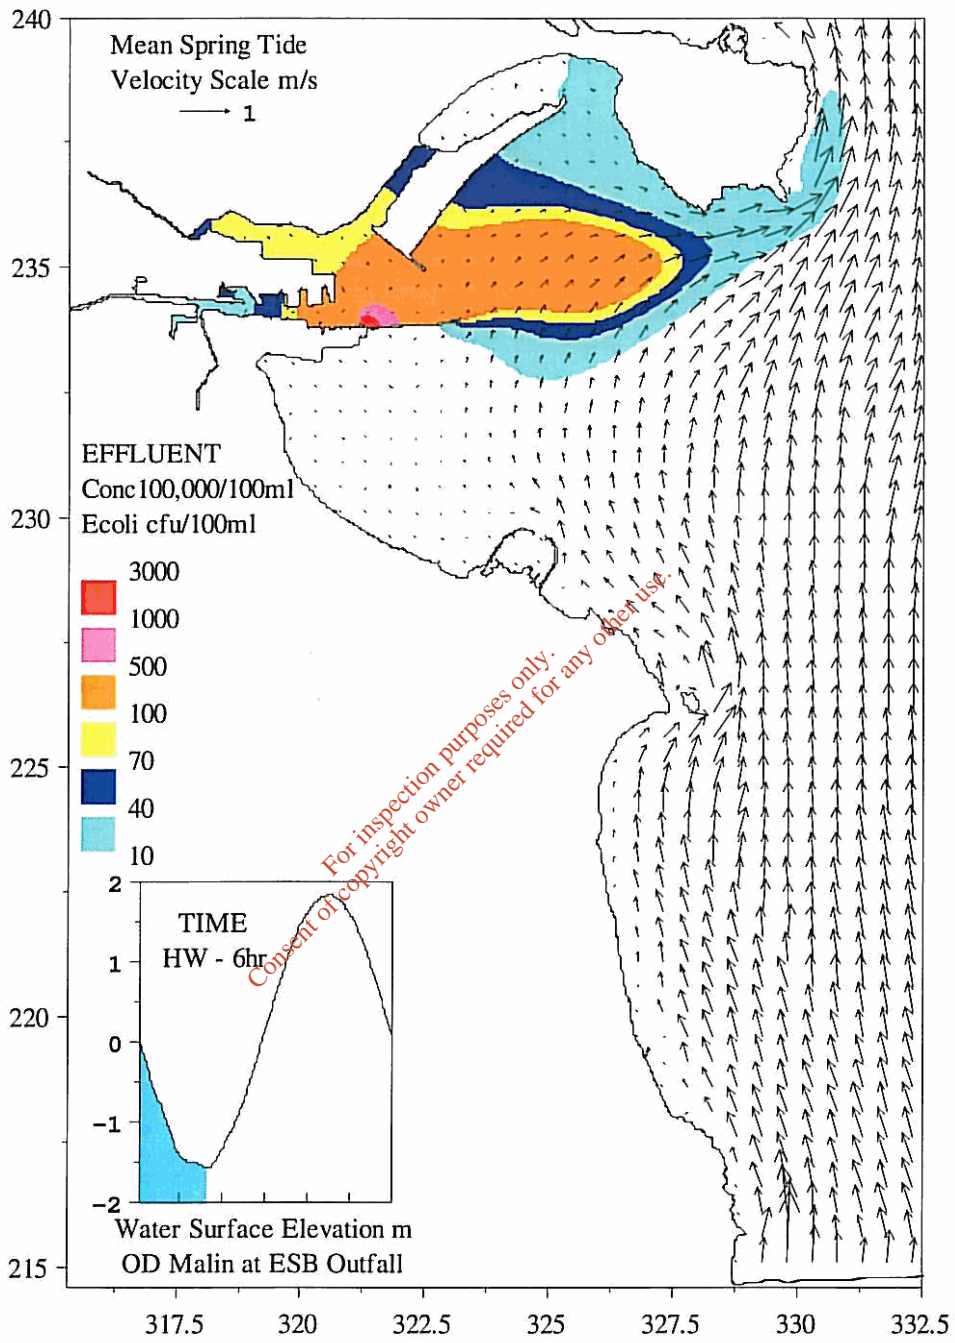 240
Mean Spring Tide
Velocity Scale m/s
1
235
EFFLUENT
Conc100,000/100ml
Ecoli cfu/100ml
230
3000
1000
500
100
70
40
10
225
For inspection purposes only.
Consent of copyright owner required for any other use.
2
TIME
HW - 6hr
1
220
0
-1
-2
Water Surface Elevation m
OD Malin at ESB Outfall
215
317.5 320 322.5 325 327.5 330 332.5